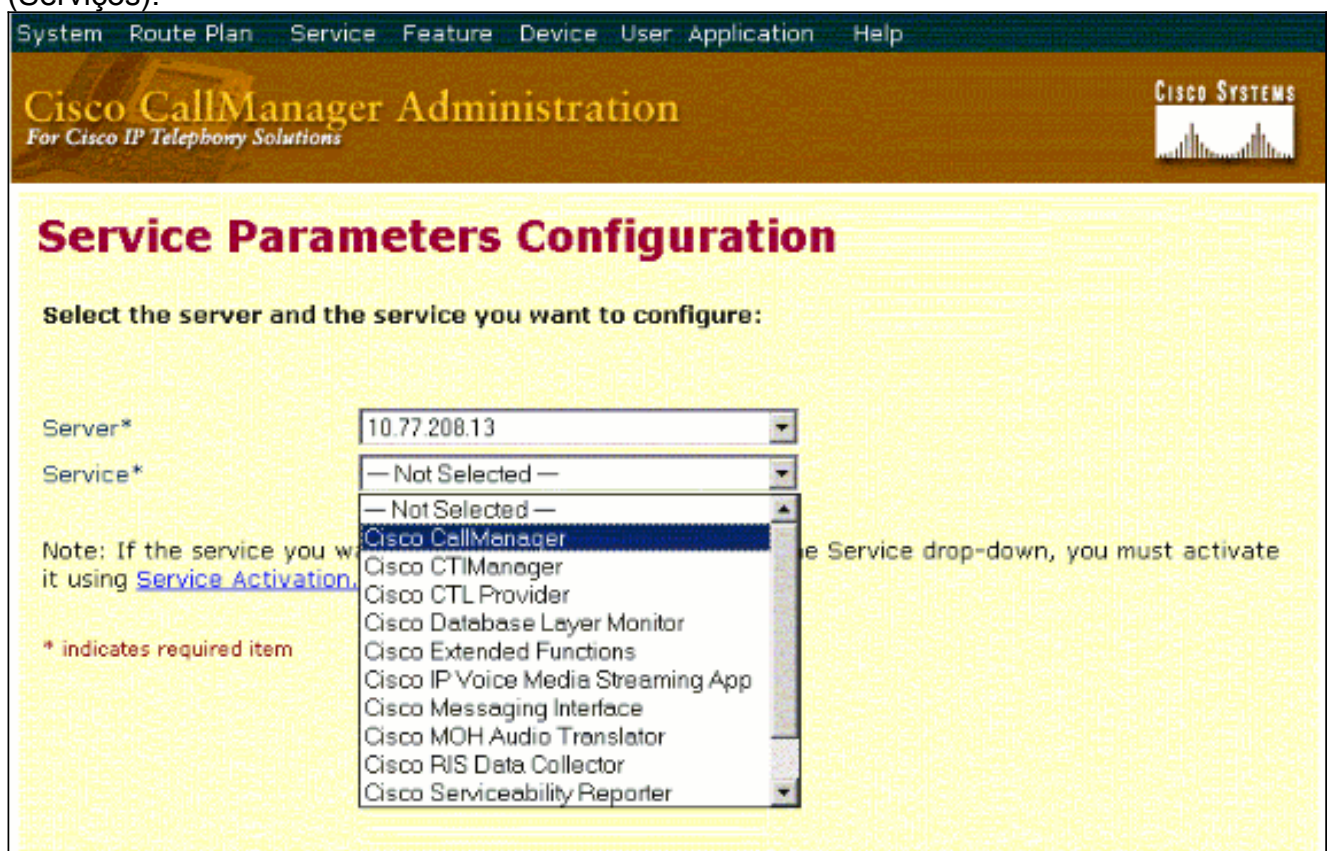 (Serviços).
System Route Plan Service Feature Device User Application Help
Cisco CallManager Administration
For Cisco IP Telephony Solutions
CISCO SYSTEMS
Service Parameters Configuration
Select the server and the service you want to configure:
Server*
10.77.208.13
Service*
— Not Selected —
— Not Selected —
Cisco CallManager
Cisco CTIManager
Cisco CTL Provider
Cisco Database Layer Monitor
Cisco Extended Functions
Cisco IP Voice Media Streaming App
Cisco Messaging Interface
Cisco MOH Audio Translator
Cisco RIS Data Collector
Cisco Serviceability Reporter
Note: If the service you Service drop-down, you must activate
it using Service Activation.
* indicates required item